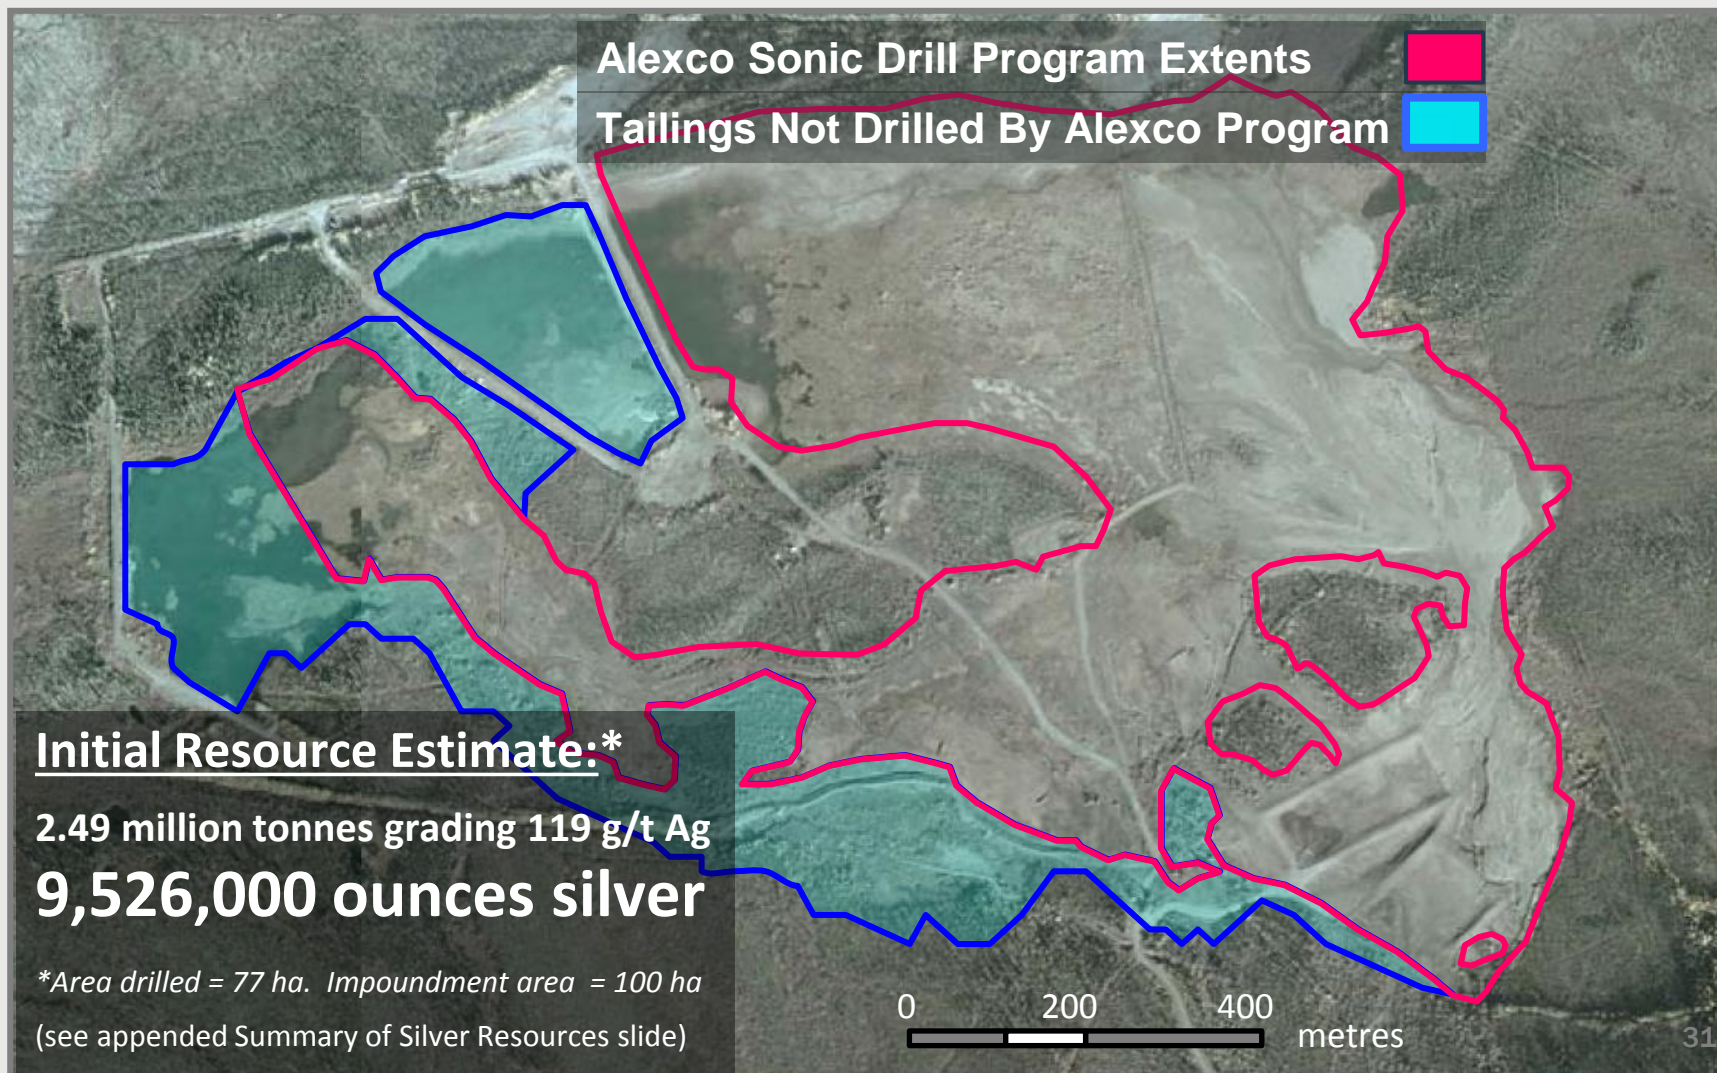 Alexco Sonic Drill Program Extents
Tailings Not Drilled By Alexco Program
Initial Resource Estimate:*
2.49 million tonnes grading 119 g/t Ag
9,526,000 ounces silver
*Area drilled = 77 ha.  Impoundment area  = 100 ha
(see appended Summary of Silver Resources slide)
0 200 400
metres
31